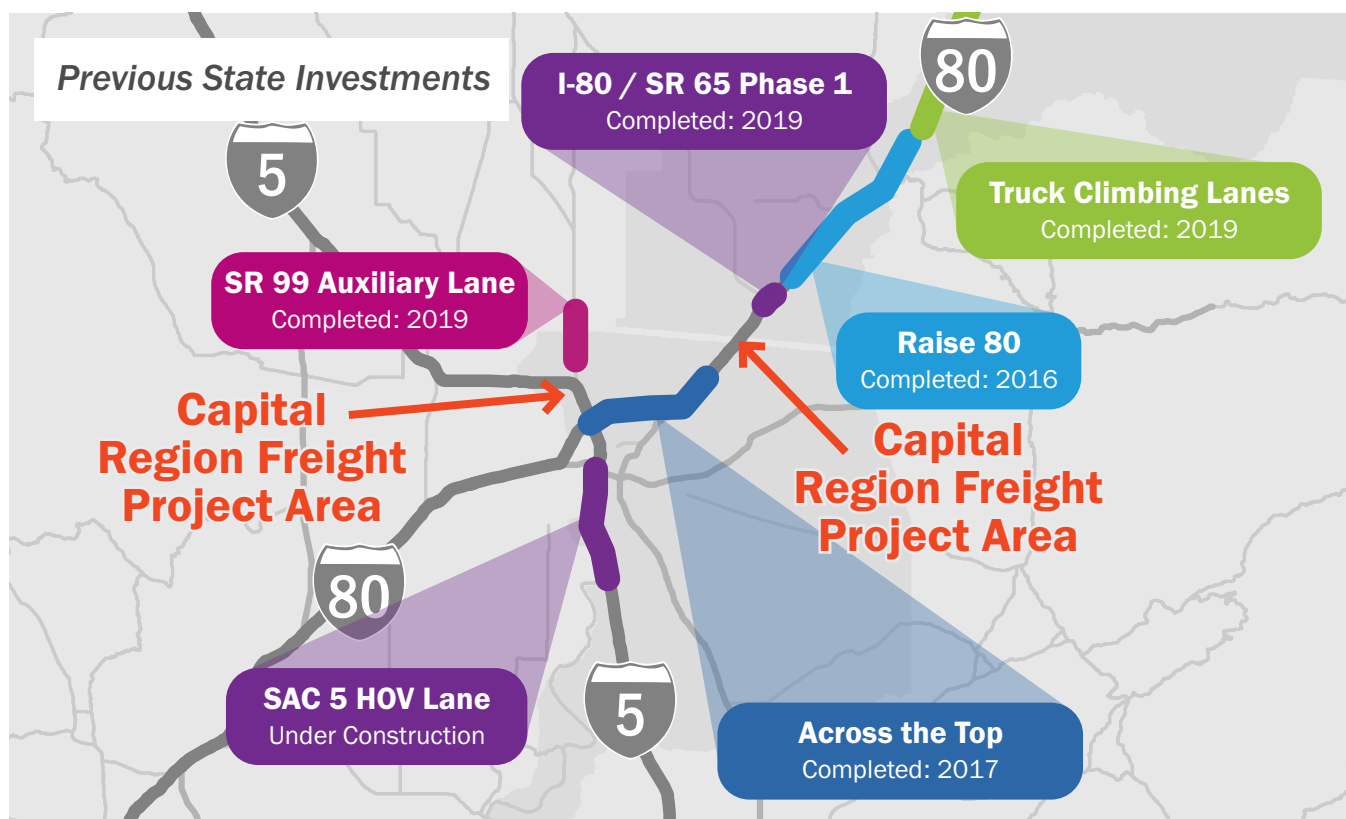 Previous State Investments
I-80 / SR 65 Phase 1
Completed: 2019
80
5
Truck Climbing Lanes
Completed: 2019
SR 99 Auxiliary Lane
Completed: 2019
Raise 80
Completed: 2016
Capital
Region Freight
Project Area
Capital
Region Freight
Project Area
80
SAC 5 HOV Lane
Under Construction
5
Across the Top
Completed: 2017